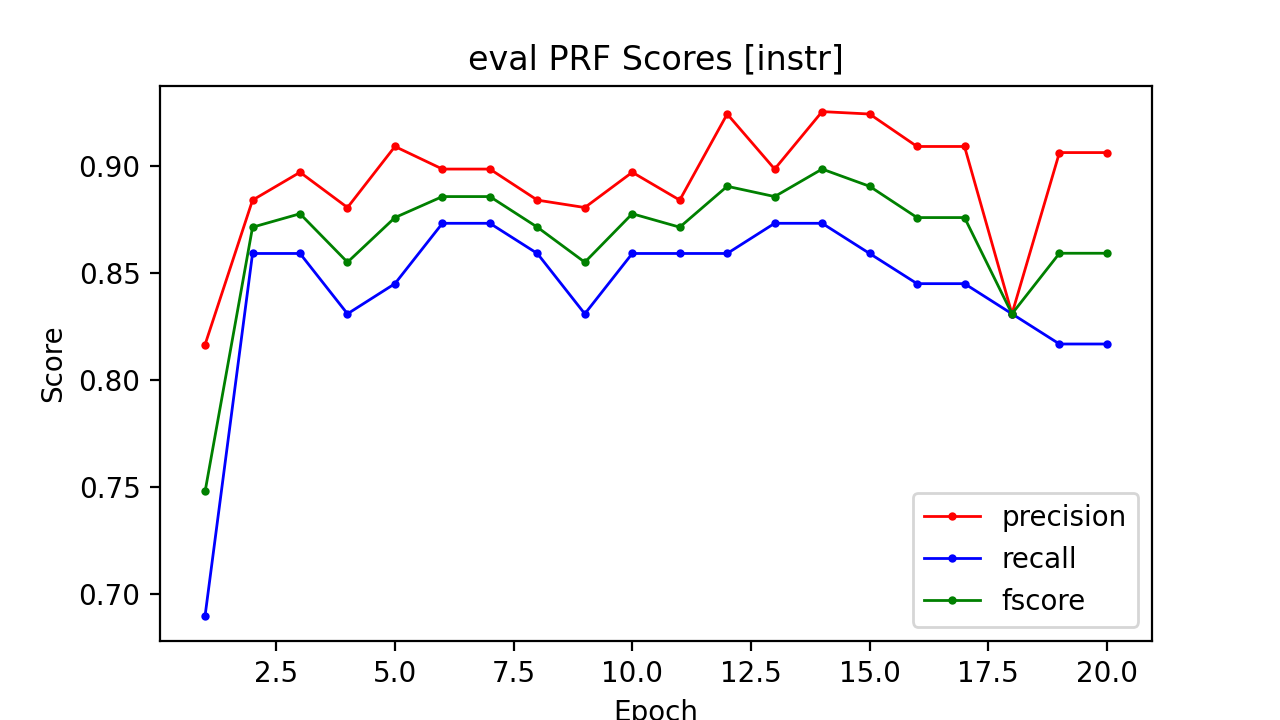 eval PRF Scores [instr]
Score
0.90
0.85
0.80
0.75
0.70
precision
recall
fscore
2.5 5.0 7.5 10.0 12.5 15.0 17.5 20.0
Epoch